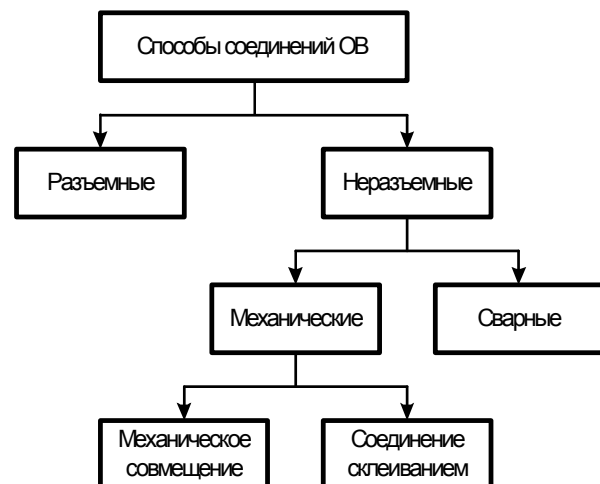 Способы соединений ОВ
Разъемные
Неразъемные
Механические
Сварные
Механическое
совмещение
Соединение
склеиванием